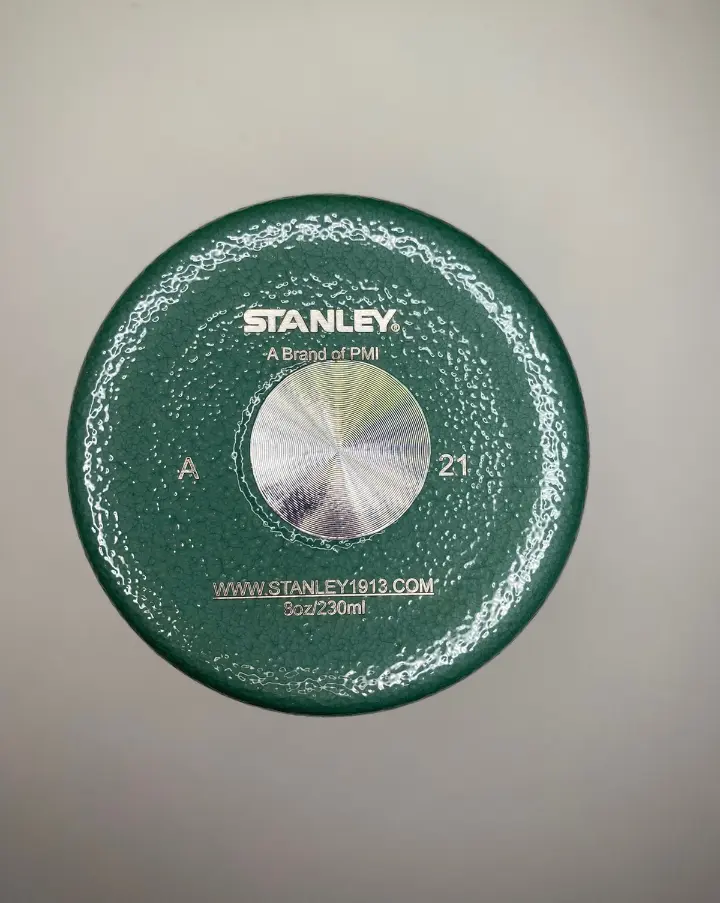 STANLEY®
A Brand of PMI
A 21
WWW.STANLEY1913.COM
8oz/230ml